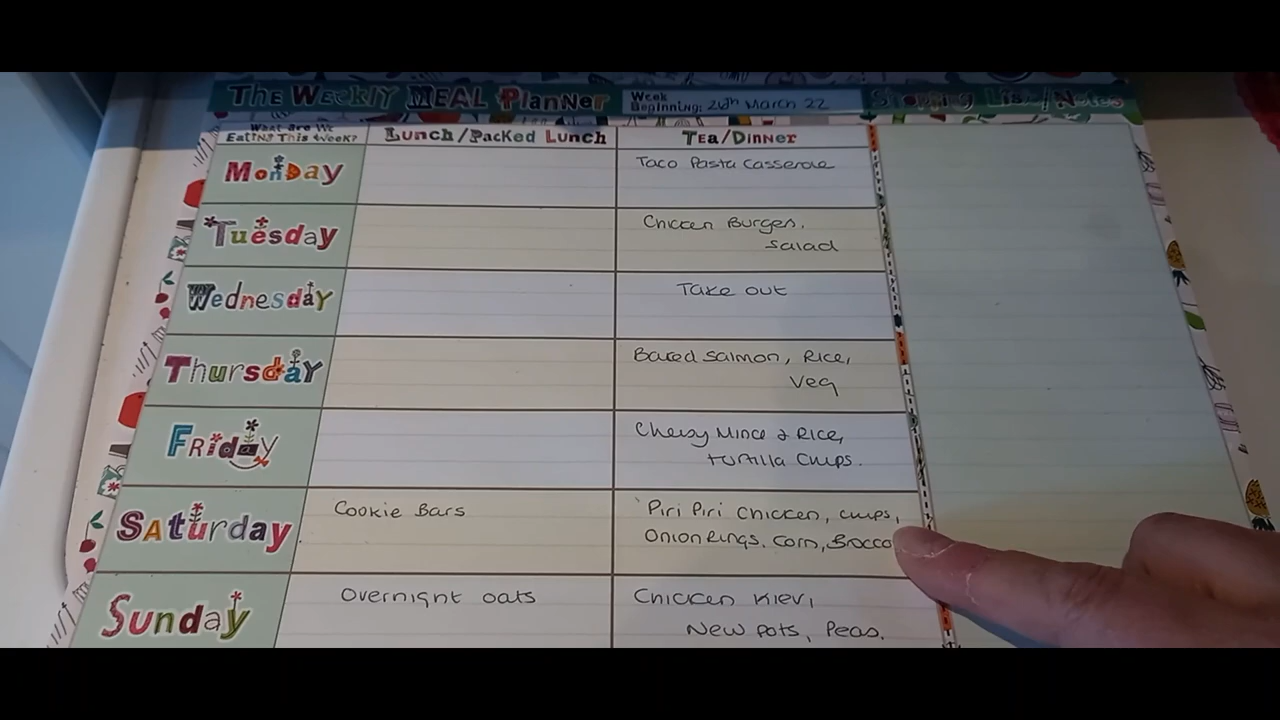 THE WEEKLY MEAL PLANNER
Week Beginning: 28th March 22
Shopping List/Notes
What Are We
Eating This Week?
Lunch/Packed Lunch
Tea/Dinner
Monday
Taco Pasta Casserole
Tuesday
Chicken Burgers,
Salad
Wednesday
Take out
Thursday
Baked Salmon, Rice,
Veg
Friday
Cheesy Mince & Rice,
Tortilla Chips.
Saturday
Cookie Bars
Piri Piri Chicken, Chips,
Onion Rings, Corn, Brocco
Sunday
Overnight oats
Chicken Kiev,
New Pots, Peas.